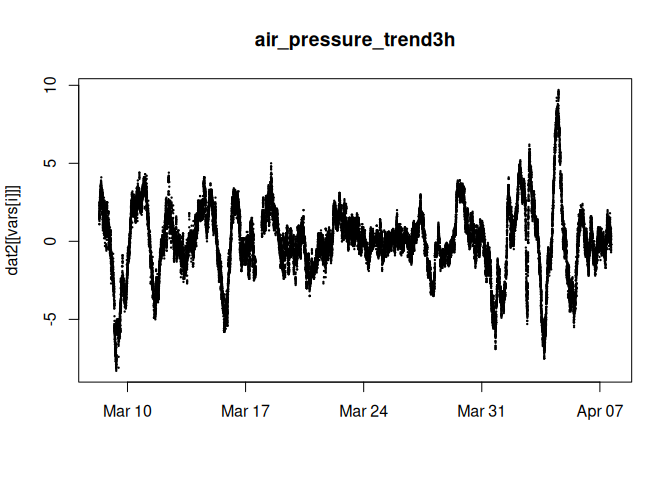 air_pressure_trend3h
dat2[[vars[i]]]
10
5
0
-5
Mar 10
Mar 17
Mar 24
Mar 31
Apr 07